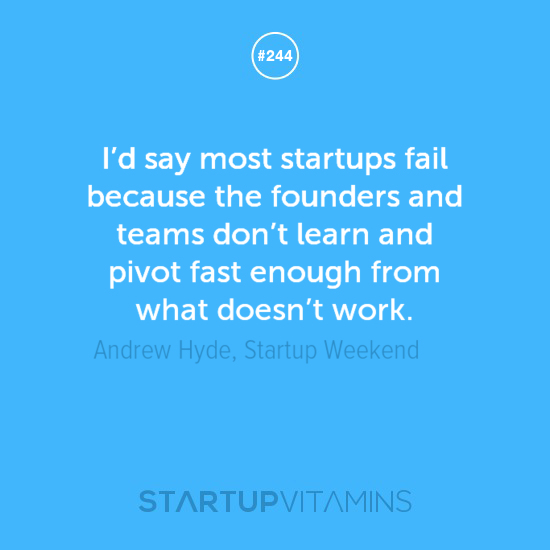 #244
I’d say most startups fail
because the founders and
teams don’t learn and
pivot fast enough from
what doesn’t work.
Andrew Hyde, Startup Weekend
STARTUPVITAMINS